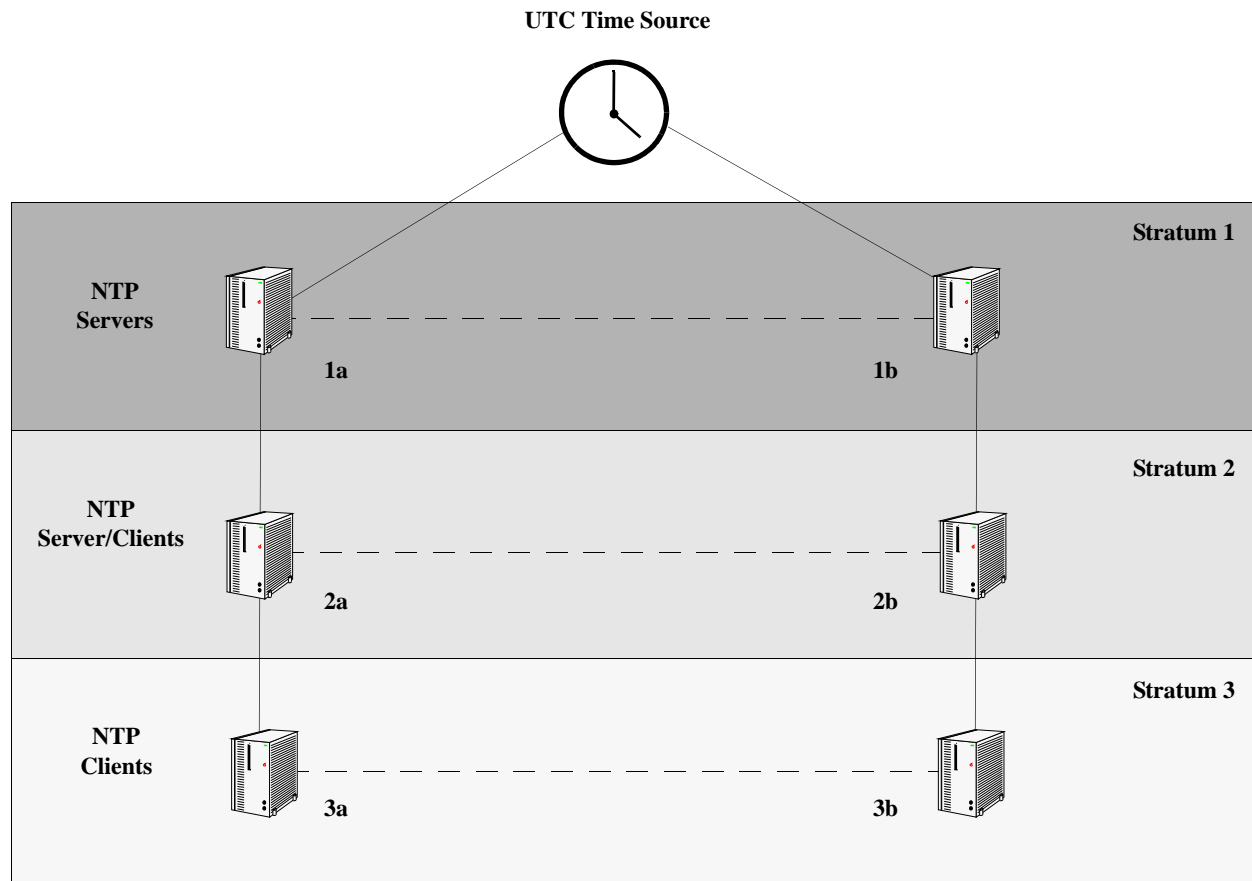 UTC Time Source
Stratum 1
NTP
Servers
1a
1b
Stratum 2
NTP
Server/Clients
2a
2b
Stratum 3
NTP
Clients
3a
3b